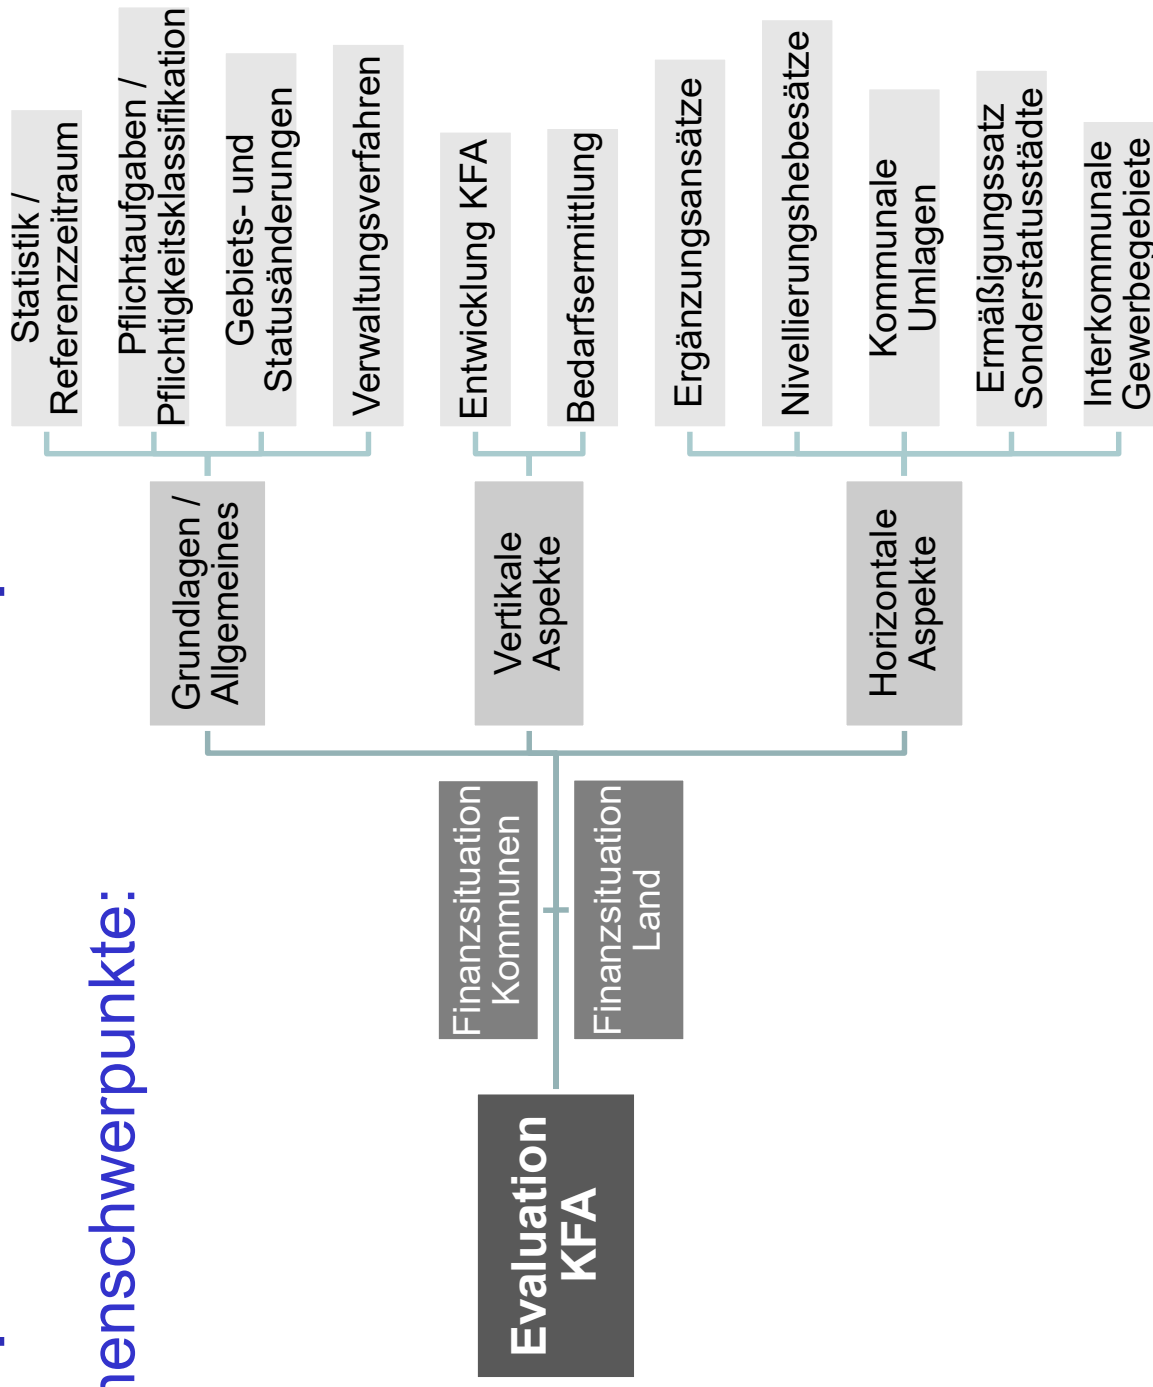 Evaluation
KFA
Finanzsituation
Kommunen
Finanzsituation
Land
Grundlagen /
Allgemeines
Statistik /
Referenzzeitraum
Pflichtaufgaben /
Pflichtigkeitsklassifikation
Gebiets- und
Statusänderungen
Verwaltungsverfahren
Vertikale
Aspekte
Entwicklung KFA
Bedarfsermittlung
Horizontale
Aspekte
Ergänzungsansätze
Nivellierungshebesätze
Kommunale
Umlagen
Ermäßigungssatz
Sonderstatusstädte
Interkommunale
Gewerbegebiete